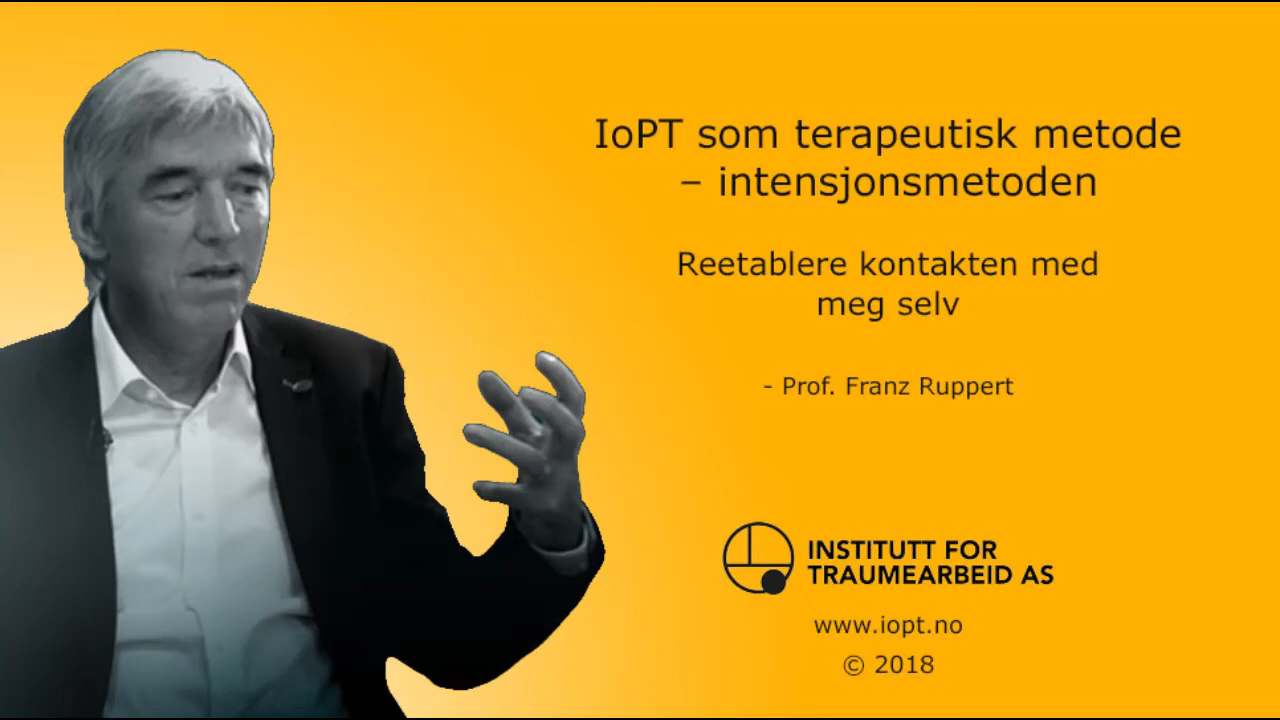 IoPT som terapeutisk metode
– intensjonsmetoden
Reetablere kontakten med
meg selv
- Prof. Franz Ruppert
INSTITUTT FOR
TRAUMEARBEID AS
www.iopt.no
© 2018